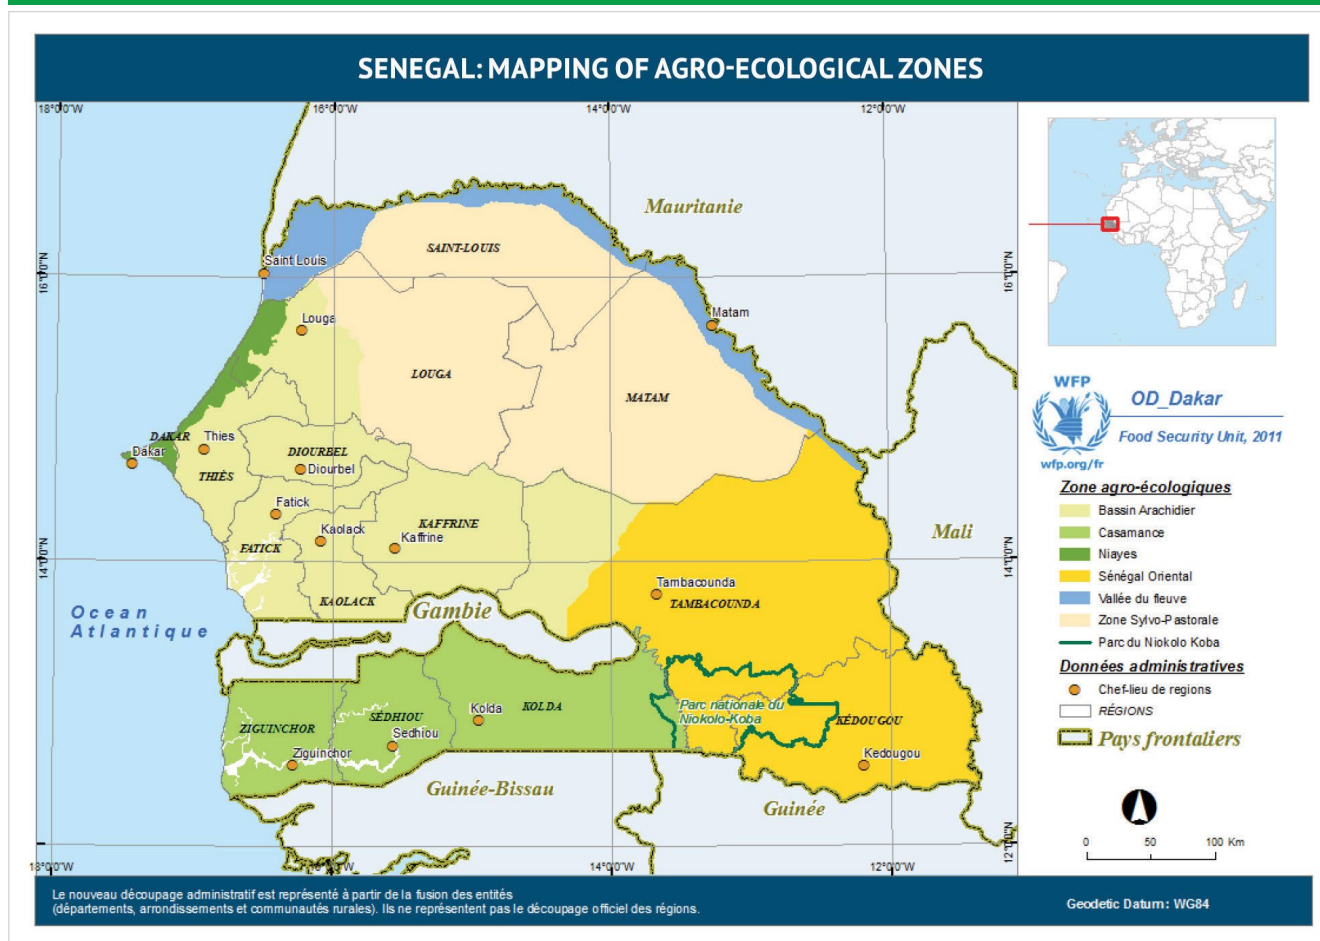 SENEGAL: MAPPING OF AGRO-ECOLOGICAL ZONES
18°0'0"W
16°0'0"W
14°0'0"W
12°0'0"W
Mauritanie
SAINT-LOUIS
Saint Louis
16°0'0"N
16°0'0"N
Matam
Louga
LOUGA
MATAM
DAKAR
Thies
Dakar
DIOURBEL
Diourbel
THIÈS
Fatick
Kaolack
KAFFRINE
Kaffrine
FATICK
14°0'0"N
14°0'0"N
Mali
KAOLACK
Gambie
Tambacounda
TAMBACOUNDA
Ocean
Atlantique
Parc nationale du
Niokolo-Koba
Kolda
KOLDA
SÉDHIOU
Sedhiou
ZIGUINCHOR
Ziguinchor
KÉDOUGOU
Kedougou
Guinée-Bissau
Guinée
12°0'0"N
18°0'0"W
16°0'0"W
14°0'0"W
12°0'0"W
WFP
wfp.org/fr
OD_Dakar
Food Security Unit, 2011
Zone agro-écologiques
Bassin Arachidier
Casamance
Niayes
Sénégal Oriental
Vallée du fleuve
Zone Sylvo-Pastorale
Parc du Niokolo Koba
Données administratives
Chef-lieu de regions
RÉGIONS
Pays frontaliers
0 50 100 Km
Le nouveau découpage administratif est représenté à partir de la fusion des entités
(départements, arrondissements et communautés rurales). Ils ne représentent pas le découpage officiel des régions.
Geodetic Datum: WG84